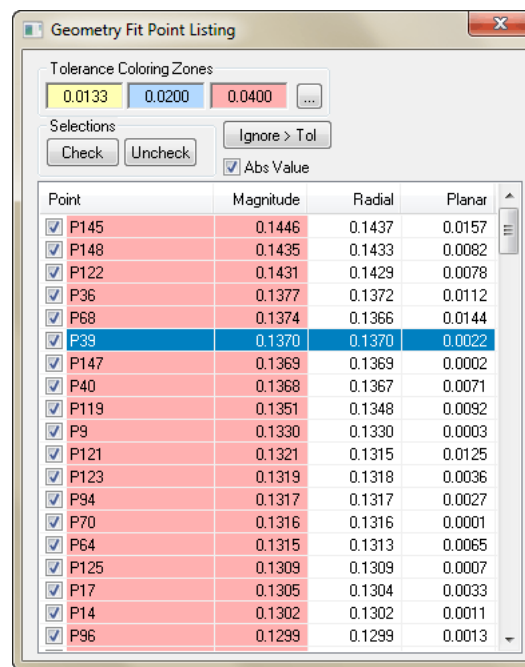 Geometry Fit Point Listing
Tolerance Coloring Zones
0.0133 0.0200 0.0400 ...
Selections
Check Uncheck Ignore > Tol
Abs Value
Point Magnitude Radial Planar
P145 0.1446 0.1437 0.0157
P148 0.1435 0.1433 0.0082
P122 0.1431 0.1429 0.0078
P36 0.1377 0.1372 0.0112
P68 0.1374 0.1366 0.0144
P39 0.1370 0.1370 0.0022
P147 0.1369 0.1369 0.0002
P40 0.1368 0.1367 0.0071
P119 0.1351 0.1348 0.0092
P9 0.1330 0.1330 0.0003
P121 0.1321 0.1315 0.0125
P123 0.1319 0.1318 0.0036
P94 0.1317 0.1317 0.0027
P70 0.1316 0.1316 0.0001
P64 0.1315 0.1313 0.0065
P125 0.1309 0.1309 0.0007
P17 0.1305 0.1304 0.0033
P14 0.1302 0.1302 0.0011
P96 0.1299 0.1299 0.0013